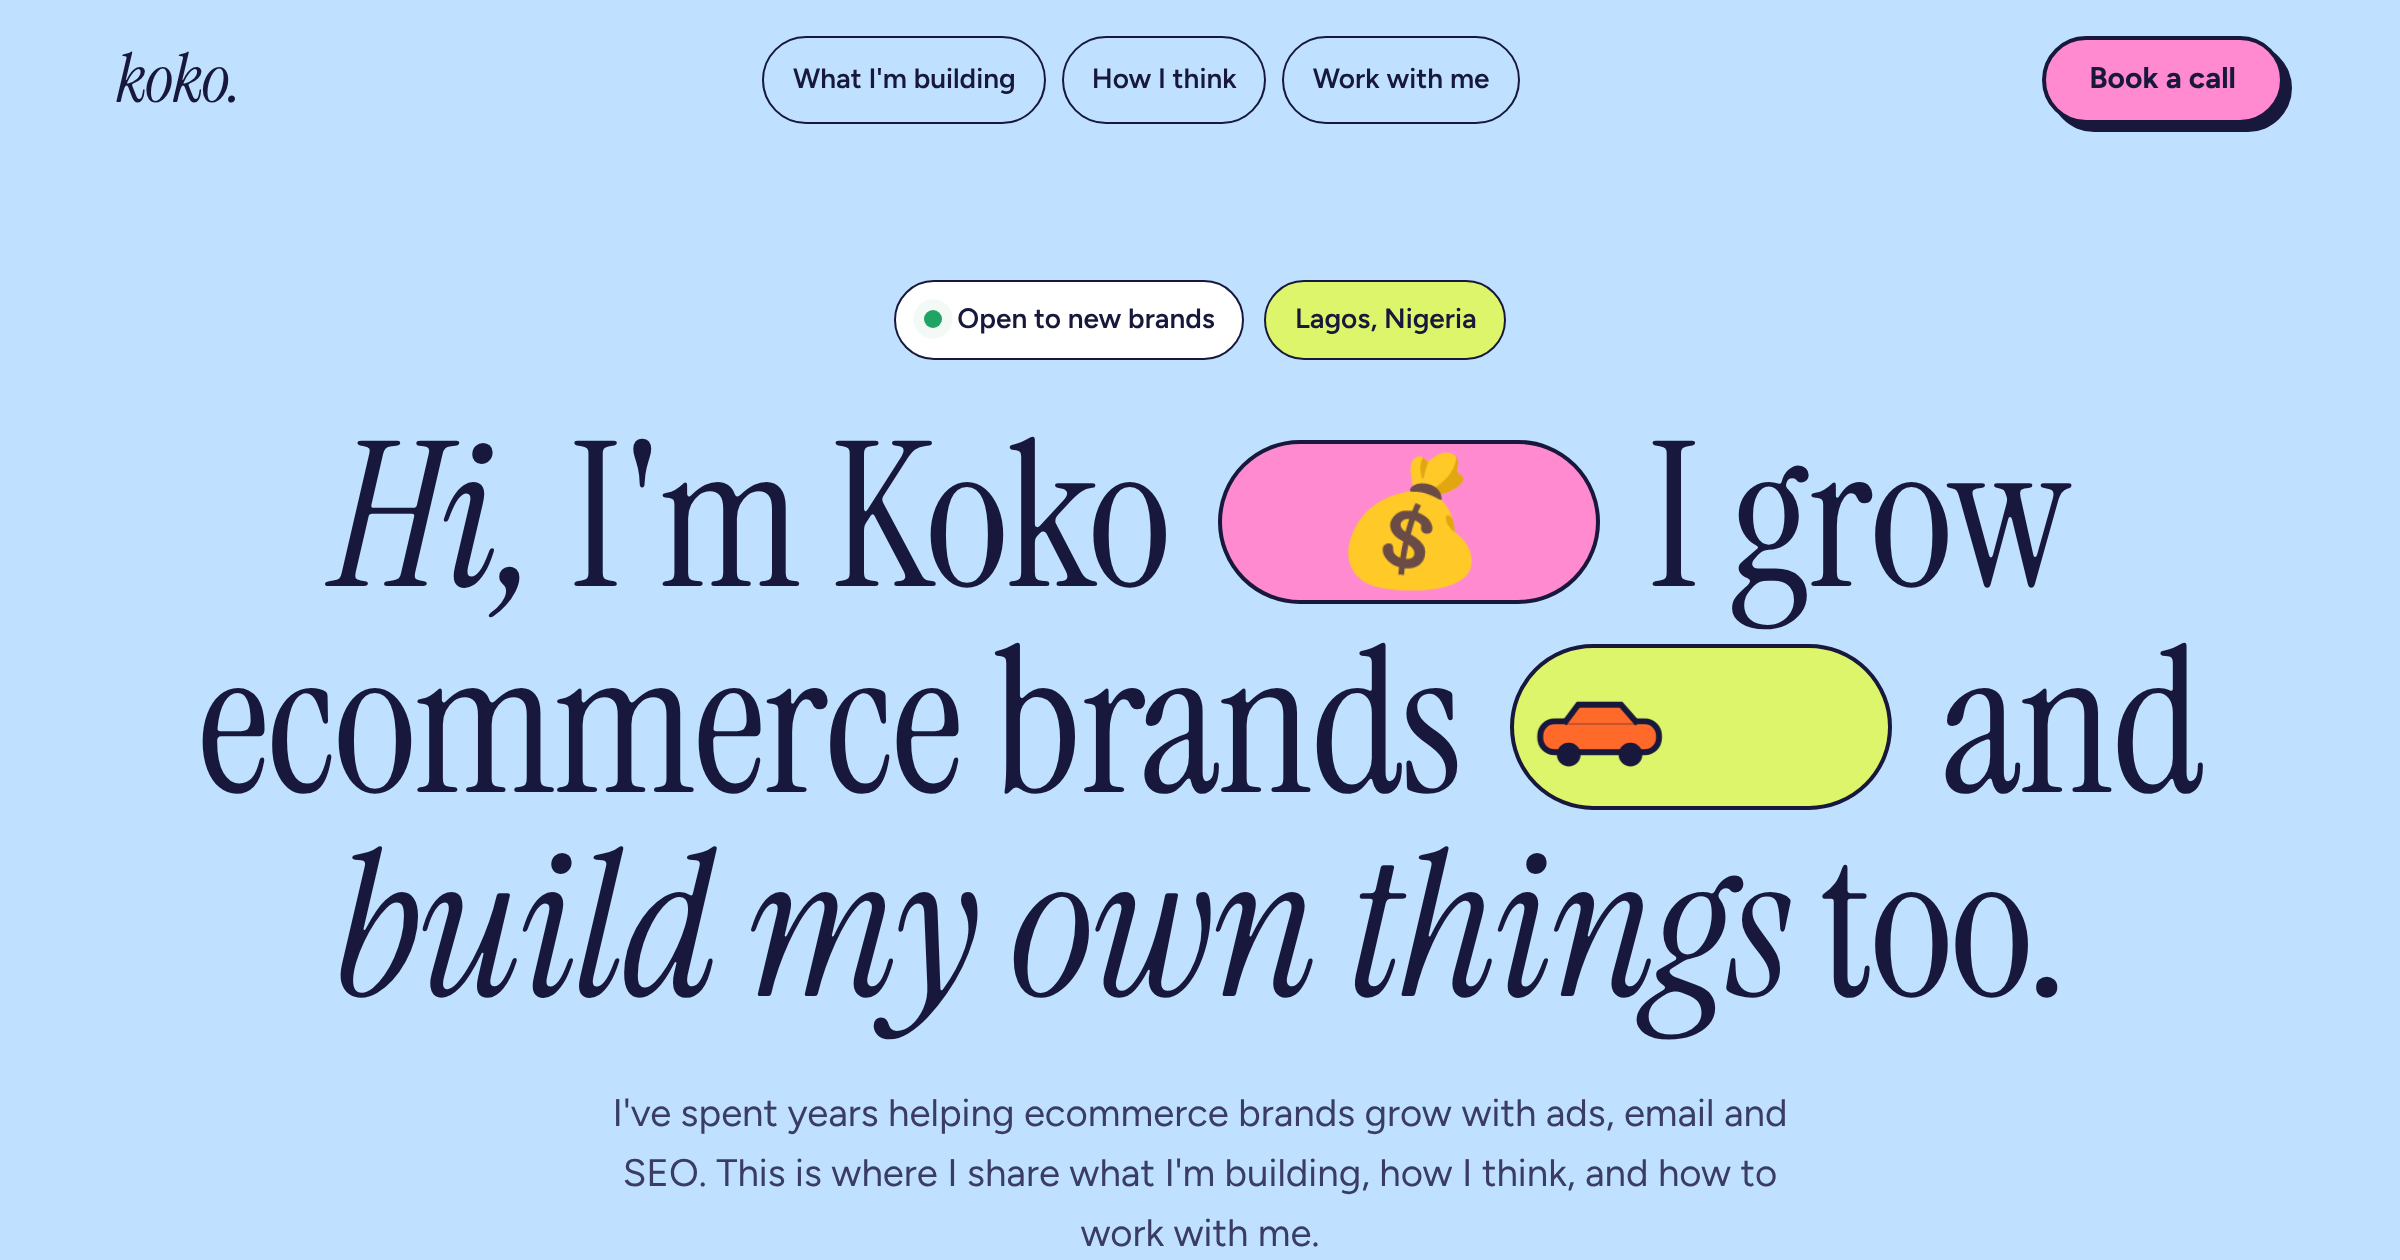 koko.
What I'm building
How I think
Work with me
Book a call
Open to new brands
Lagos, Nigeria
Hi, I'm Koko 💰 I grow
ecommerce brands and
build my own things too.
I've spent years helping ecommerce brands grow with ads, email and
SEO. This is where I share what I'm building, how I think, and how to
work with me.